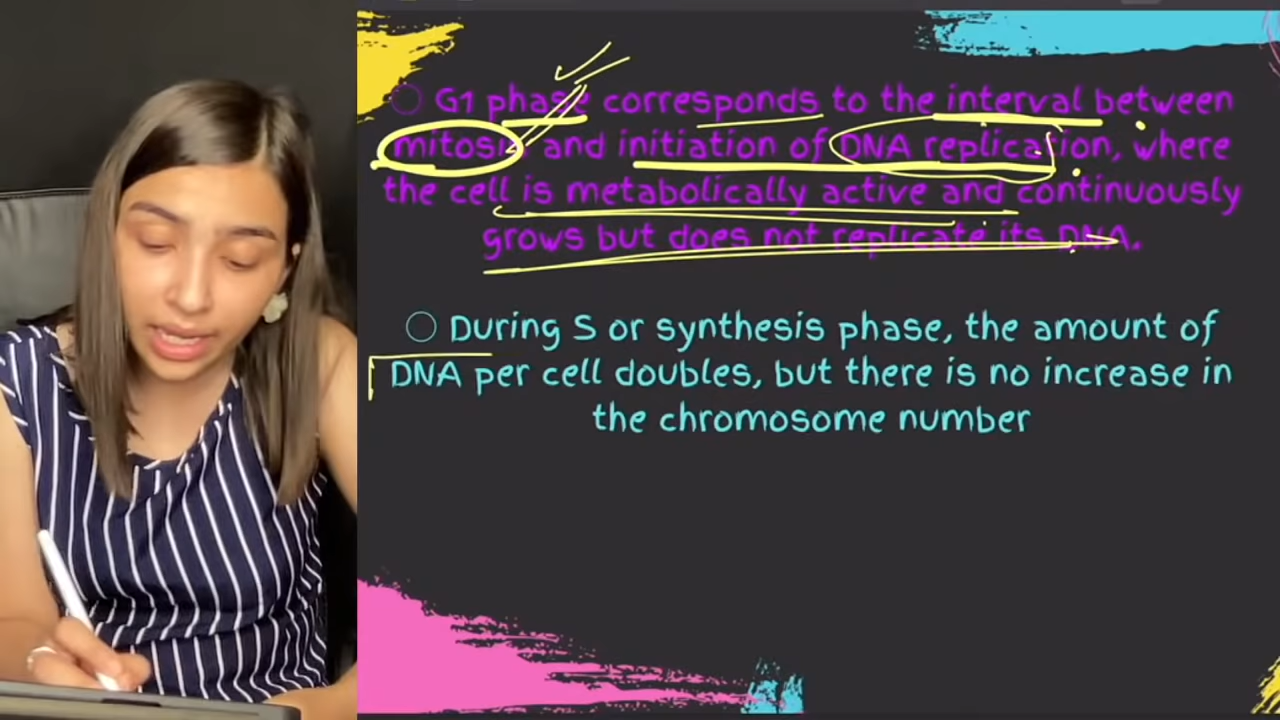 ○ G1 phase corresponds to the interval between
mitosis and initiation of DNA replication, where
the cell is metabolically active and continuously
grows but does not replicate its DNA.
○ During S or synthesis phase, the amount of
DNA per cell doubles, but there is no increase in
the chromosome number